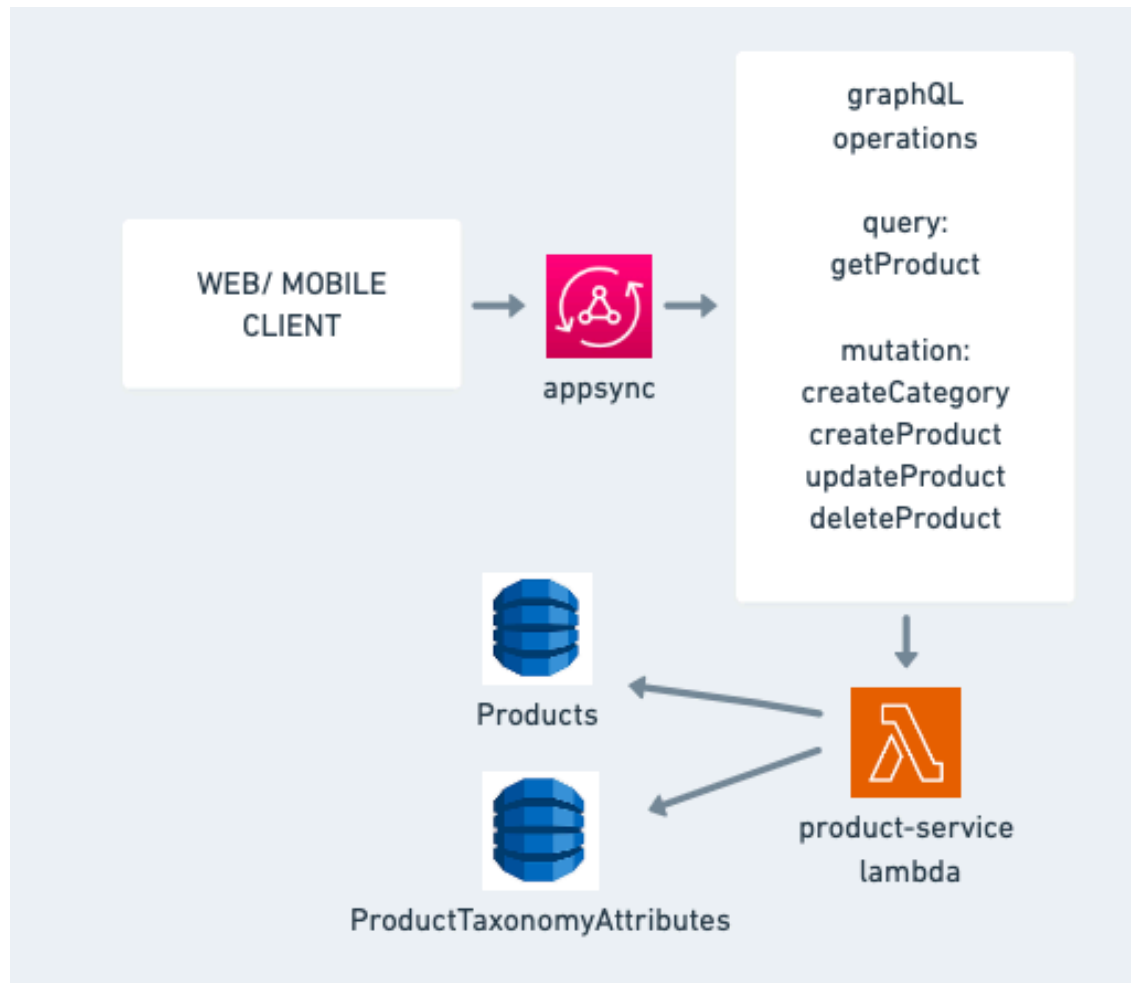 WEB/ MOBILE
CLIENT
appsync
graphQL
operations
query:
getProduct
mutation:
createCategory
createProduct
updateProduct
deleteProduct
Products
ProductTaxonomyAttributes
product-service
lambda